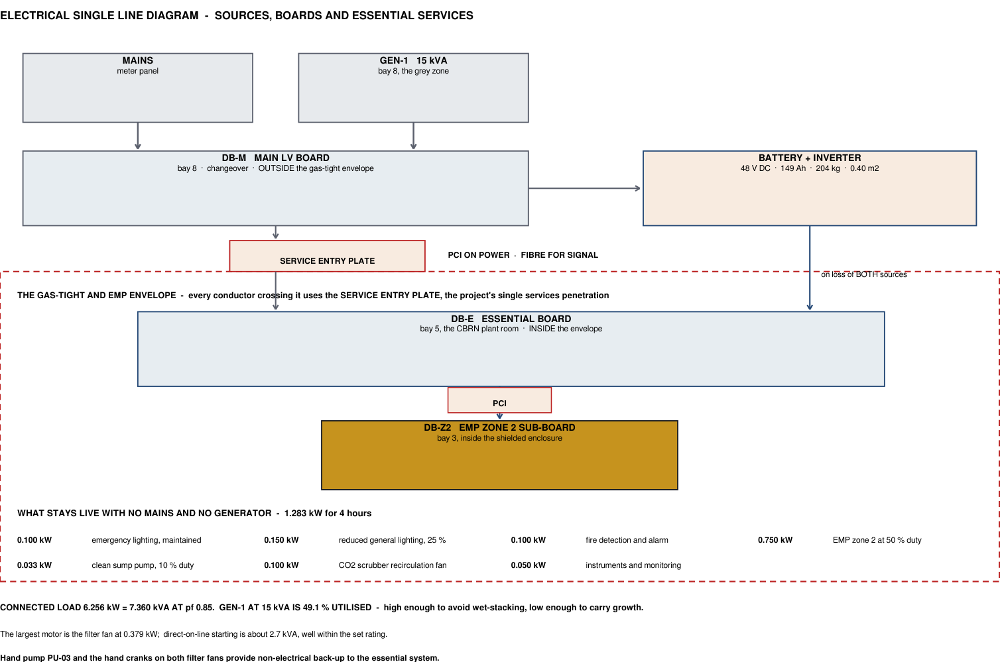 ELECTRICAL SINGLE LINE DIAGRAM - SOURCES, BOARDS AND ESSENTIAL SERVICES
MAINS
meter panel
GEN-1 15 kVA
bay 8, the grey zone
DB-M MAIN LV BOARD
bay 8 · changeover · OUTSIDE the gas-tight envelope
BATTERY + INVERTER
48 V DC · 149 Ah · 204 kg · 0.40 m2
SERVICE ENTRY PLATE
PCI ON POWER · FIBRE FOR SIGNAL
on loss of BOTH sources
THE GAS-TIGHT AND EMP ENVELOPE - every conductor crossing it uses the SERVICE ENTRY PLATE, the project's single services penetration
DB-E ESSENTIAL BOARD
bay 5, the CBRN plant room · INSIDE the envelope
PCI
DB-Z2 EMP ZONE 2 SUB-BOARD
bay 3, inside the shielded enclosure
WHAT STAYS LIVE WITH NO MAINS AND NO GENERATOR - 1.283 kW for 4 hours
0.100 kW emergency lighting, maintained 0.150 kW reduced general lighting, 25 % 0.100 kW fire detection and alarm 0.750 kW EMP zone 2 at 50 % duty
0.033 kW clean sump pump, 10 % duty 0.100 kW CO2 scrubber recirculation fan 0.050 kW instruments and monitoring
CONNECTED LOAD 6.256 kW = 7.360 kVA AT pf 0.85. GEN-1 AT 15 kVA IS 49.1 % UTILISED - high enough to avoid wet-stacking, low enough to carry growth.
The largest motor is the filter fan at 0.379 kW; direct-on-line starting is about 2.7 kVA, well within the set rating.
Hand pump PU-03 and the hand cranks on both filter fans provide non-electrical back-up to the essential system.